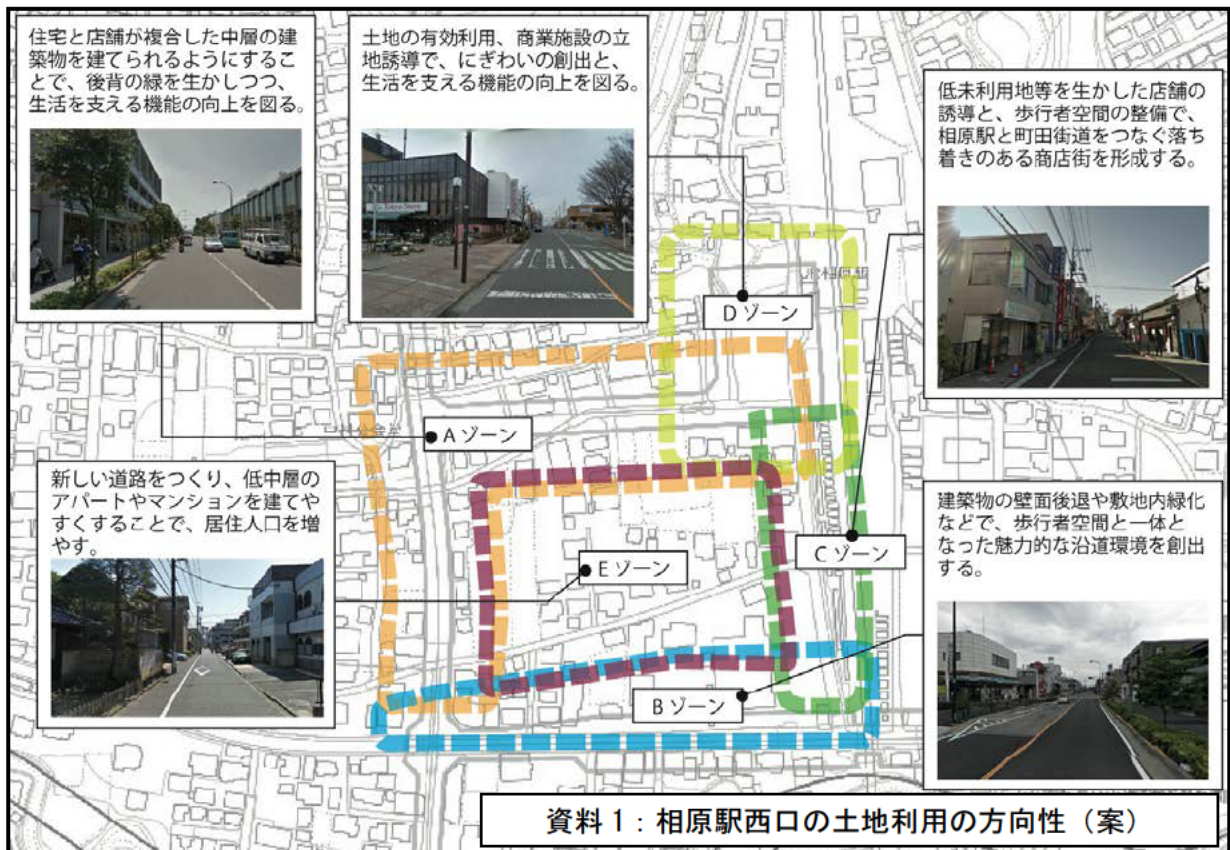 住宅と店舗が複合した中層の建
築物を建てられるようにするこ
とで、後背の緑を生かしつつ、
生活を支える機能の向上を図る。
土地の有効利用、商業施設の立
地誘導で、にぎわいの創出と、
生活を支える機能の向上を図る。
低未利用地等を生かした店舗の
誘導と、歩行者空間の整備で、
相原駅と町田街道をつなぐ落ち
着きのある商店街を形成する。
JR相原駅
Dゾーン
Aゾーン
新しい道路をつくり、低中層の
アパートやマンションを建てや
すくすることで、居住人口を増
やす。
Eゾーン
Cゾーン
建築物の壁面後退や敷地内緑化
などで、歩行者空間と一体と
なった魅力的な沿道環境を創出
する。
Bゾーン
資料1：相原駅西口の土地利用の方向性（案）